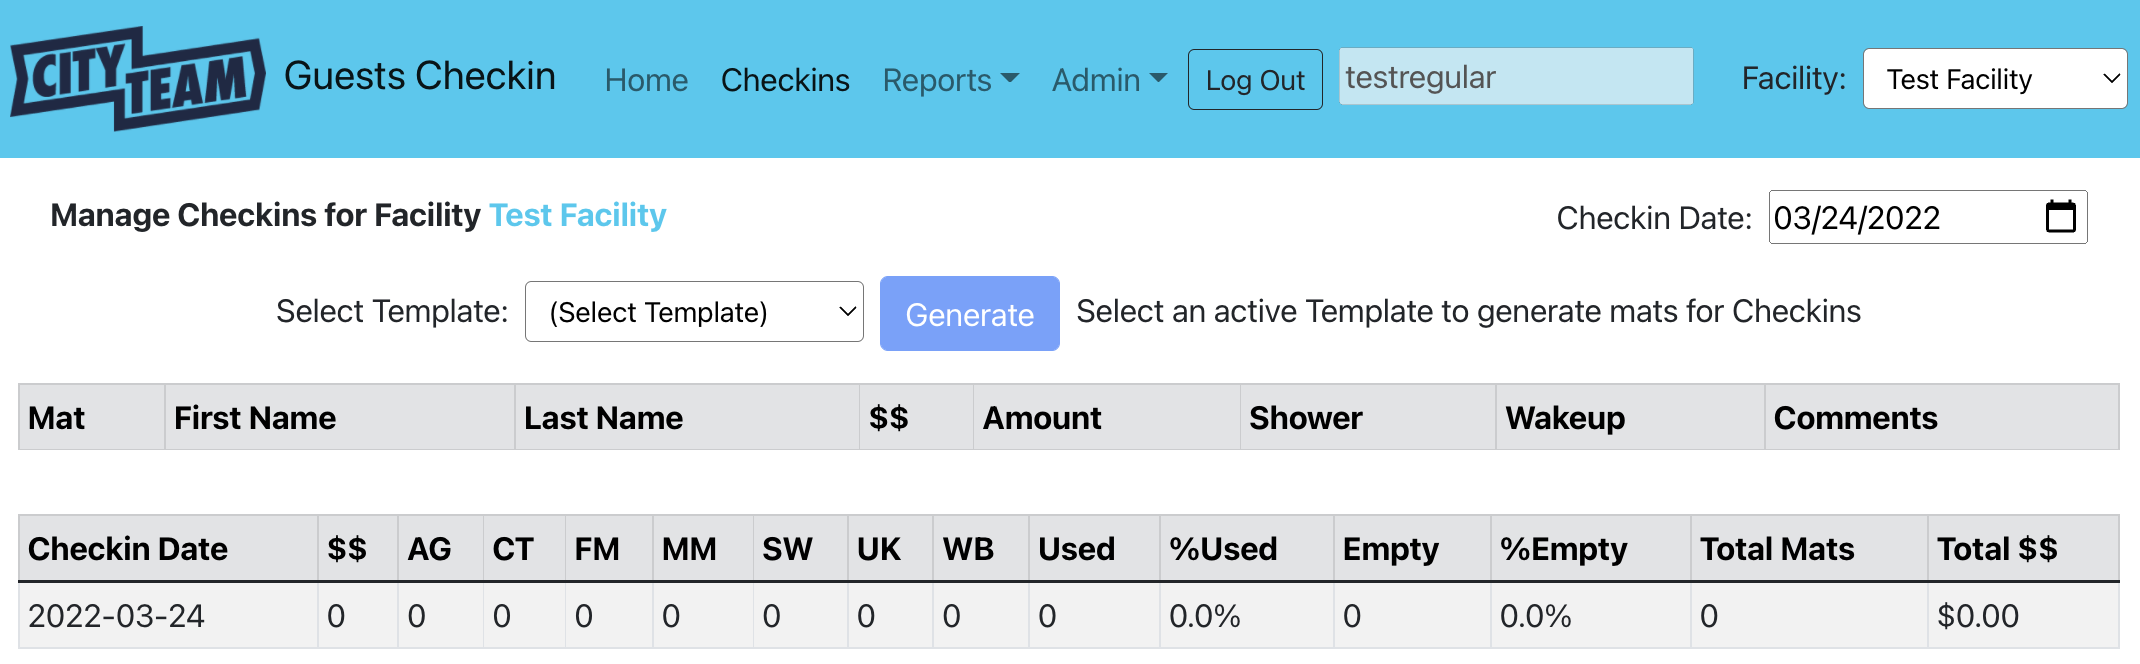 CITY TEAM Guests Checkin Home Checkins Reports Admin Log Out testregular Facility: Test Facility
Manage Checkins for Facility Test Facility Checkin Date: 03/24/2022
Select Template: (Select Template) Generate Select an active Template to generate mats for Checkins
Mat First Name Last Name $$ Amount Shower Wakeup Comments
Checkin Date $$ AG CT FM MM SW UK WB Used %Used Empty %Empty Total Mats Total $$
2022-03-24 0 0 0 0 0 0 0 0 0 0.0% 0 0.0% 0 $0.00